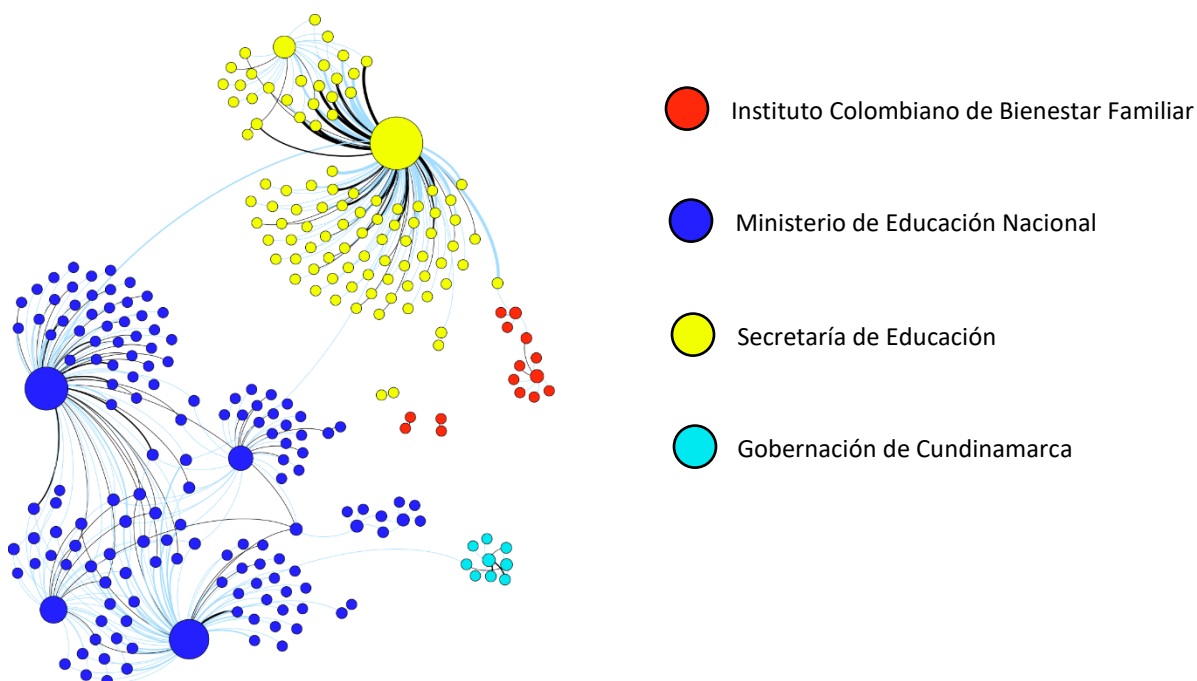 Instituto Colombiano de Bienestar Familiar
Ministerio de Educación Nacional
Secretaría de Educación
Gobernación de Cundinamarca